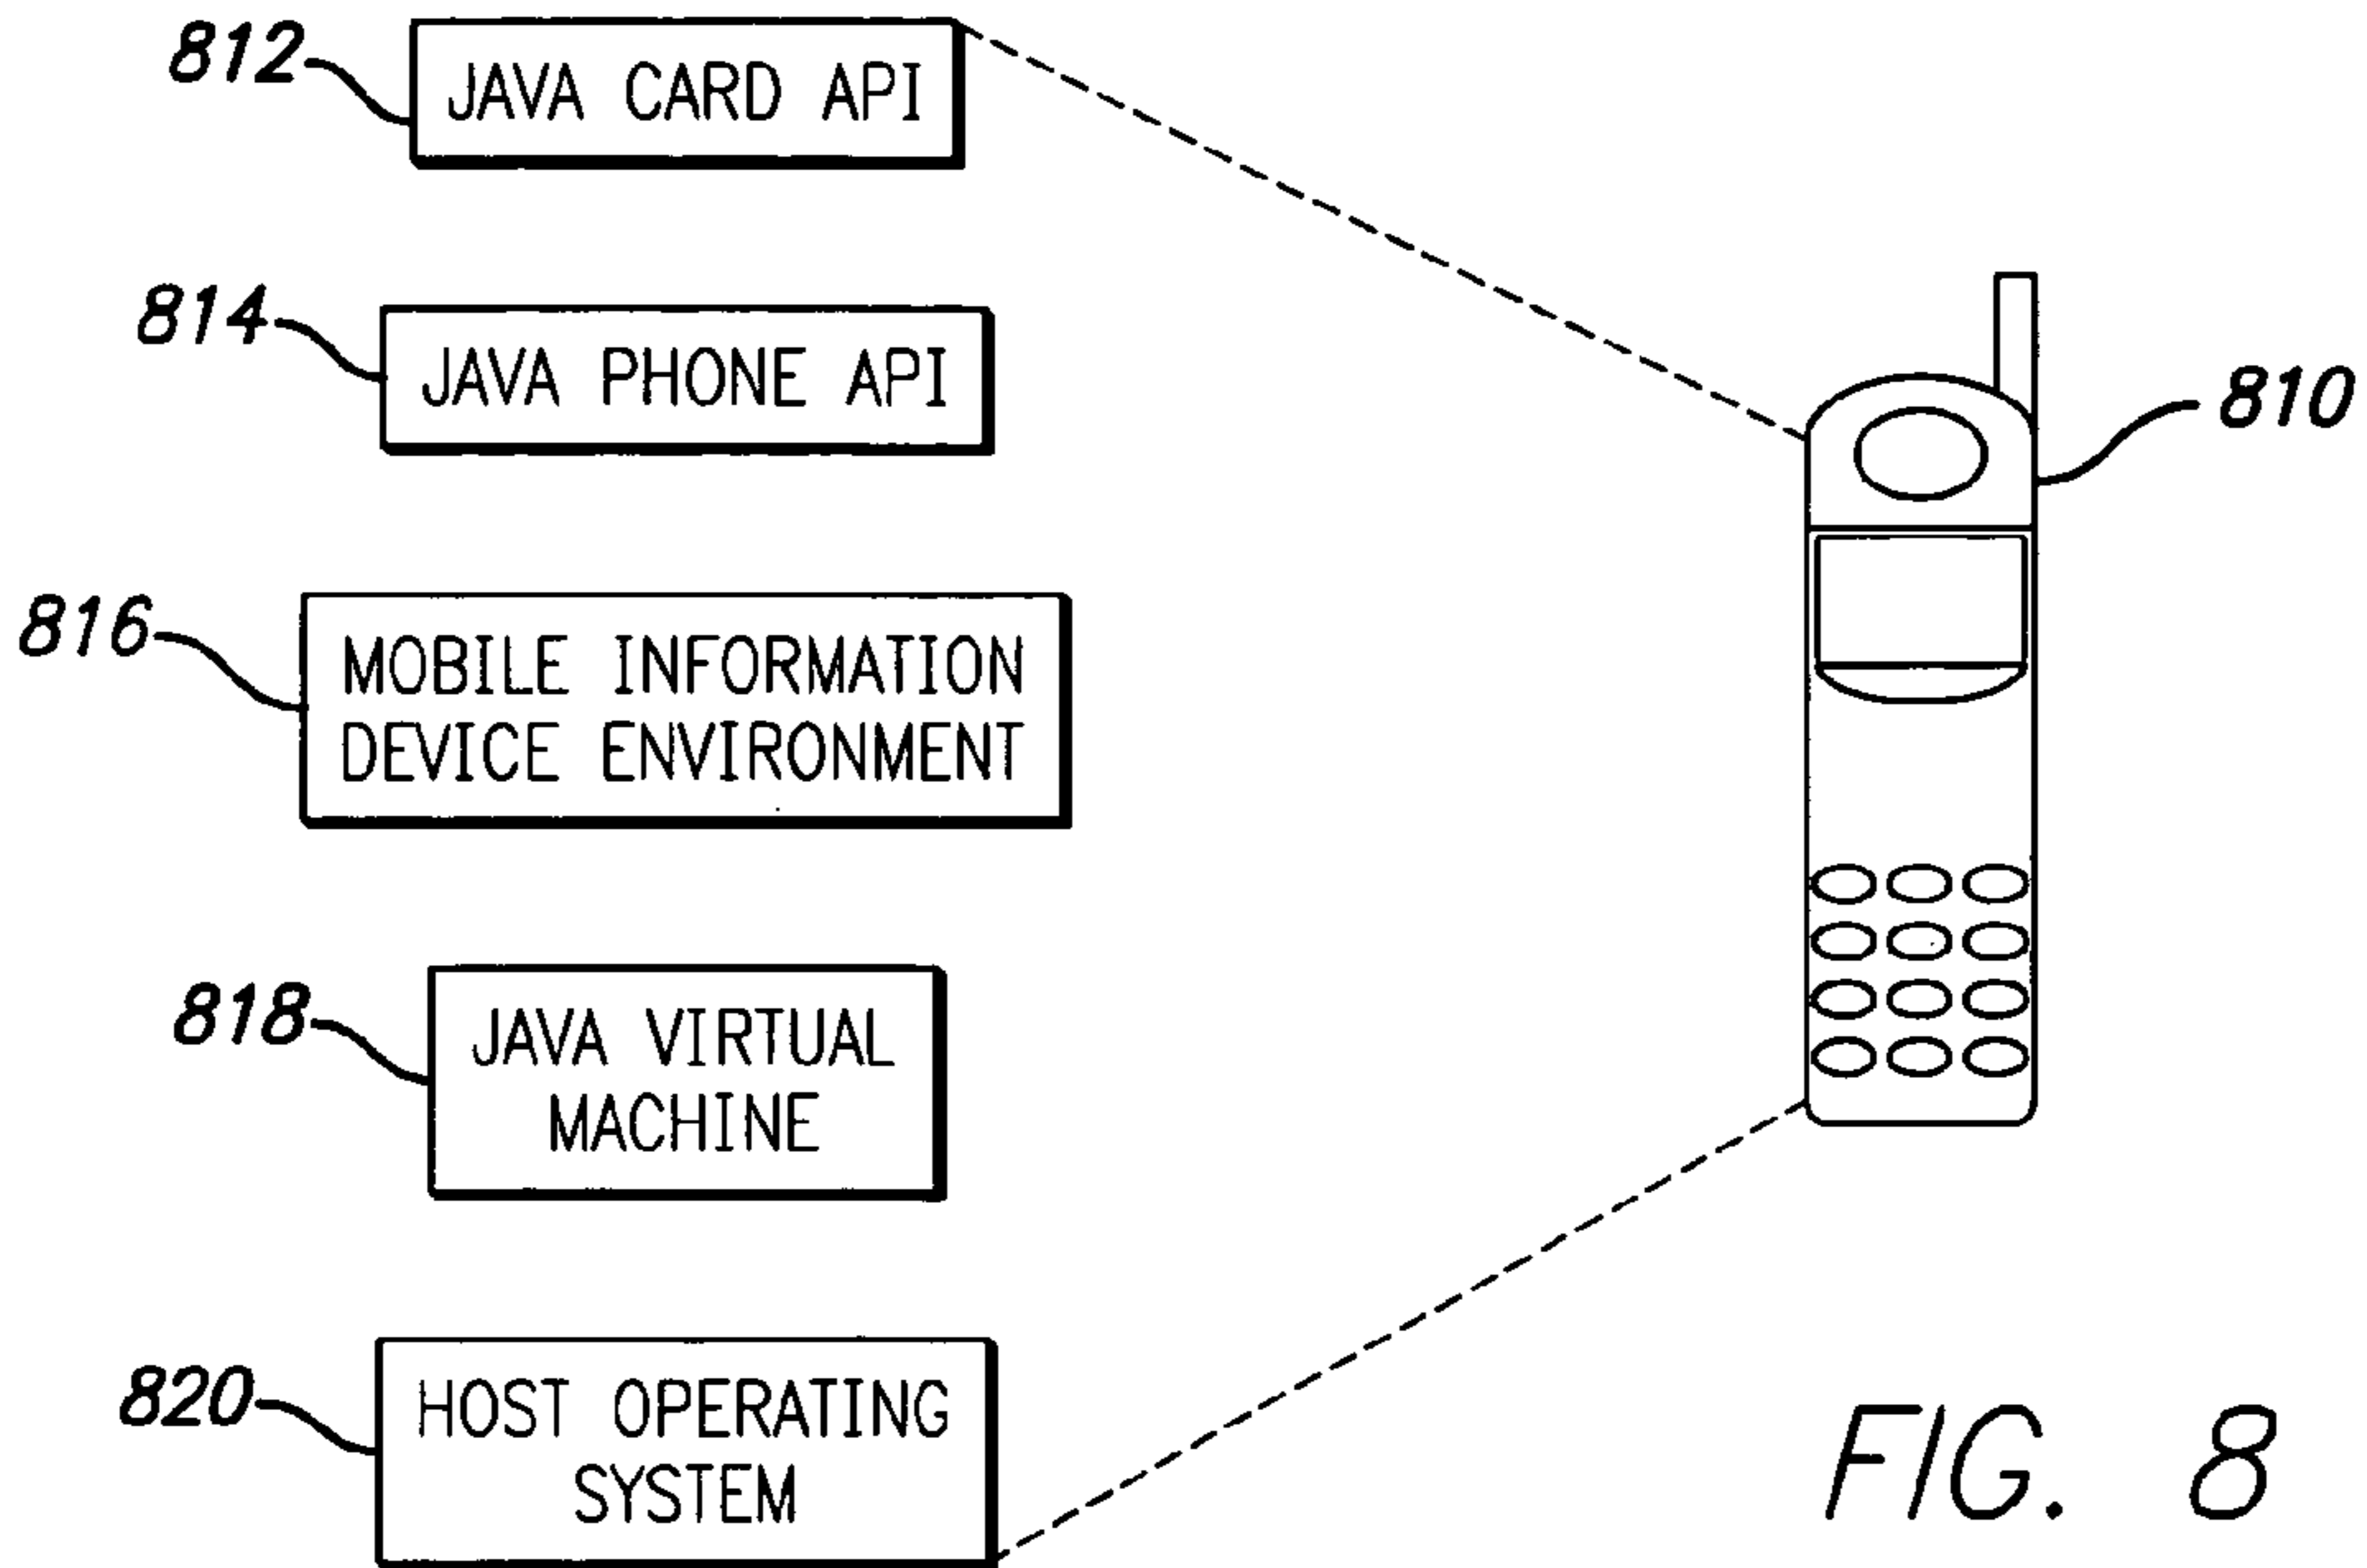 812
JAVA CARD API
814
JAVA PHONE API
810
816
MOBILE INFORMATION
DEVICE ENVIRONMENT
818
JAVA VIRTUAL
MACHINE
820
HOST OPERATING
SYSTEM
FIG. 8